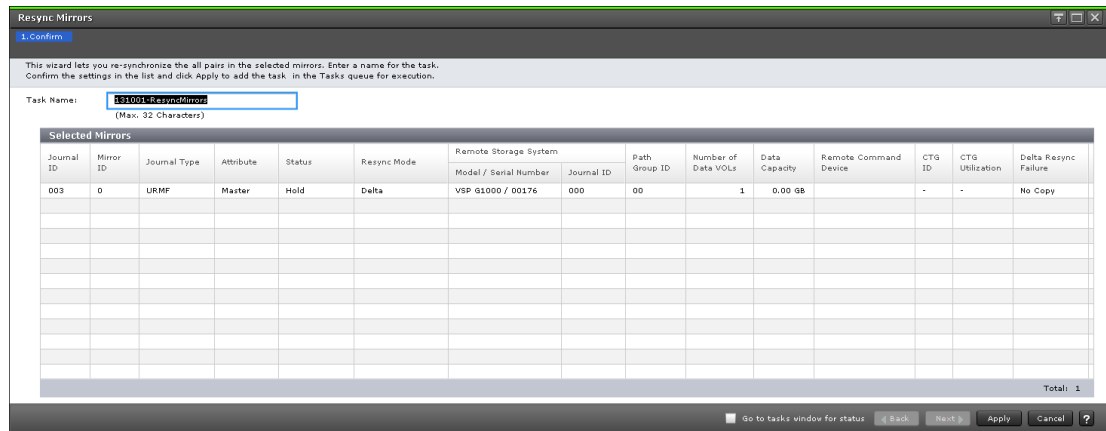 Resync Mirrors
1.Confirm
This wizard lets you re-synchronize the all pairs in the selected mirrors. Enter a name for the task.
Confirm the settings in the list and click Apply to add the task in the Tasks queue for execution.
Task Name: 131001-ResyncMirrors
(Max. 32 Characters)
Selected Mirrors
Journal ID Mirror ID Journal Type Attribute Status Resync Mode Remote Storage System Model / Serial Number Journal ID Path Group ID Number of Data VOLs Data Capacity Remote Command Device CTG ID CTG Utilization Delta Resync Failure
003 0 URMF Master Hold Delta VSP G1000 / 00176 000 00 1 0.00 GB - - No Copy
Total: 1
Go to tasks window for status Back Next Apply Cancel ?